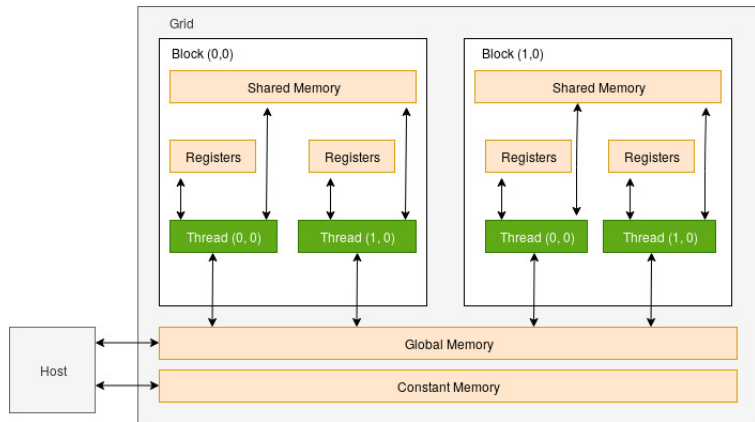 Grid
Block (0,0)
Shared Memory
Registers
Registers
Thread (0, 0)
Thread (1, 0)
Block (1,0)
Shared Memory
Registers
Registers
Thread (0, 0)
Thread (1, 0)
Host
Global Memory
Constant Memory